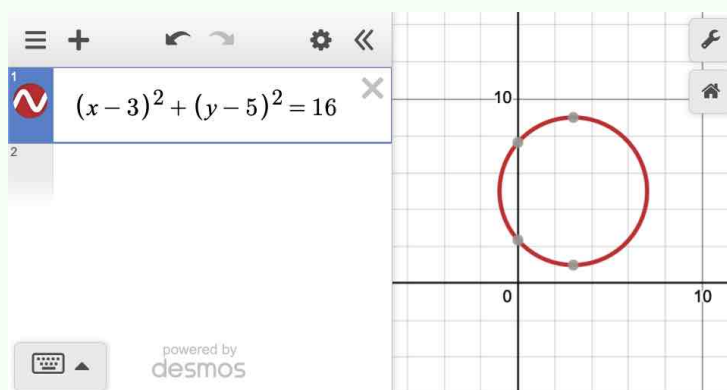 1
(x − 3)² + (y − 5)² = 16
2
powered by
desmos
10
0
10